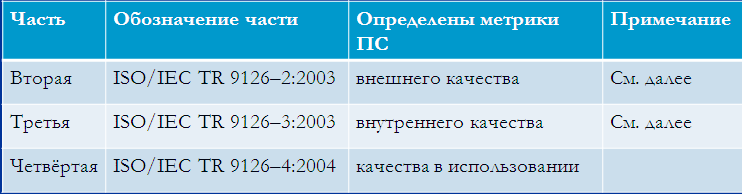 Часть Обозначение части Определены метрики Примечание
ПС
Вторая ISO/IEC TR 9126–2:2003 внешнего качества См. далее
Третья ISO/IEC TR 9126–3:2003 внутреннего качества См. далее
Четвёртая ISO/IEC TR 9126–4:2004 качества в использовании